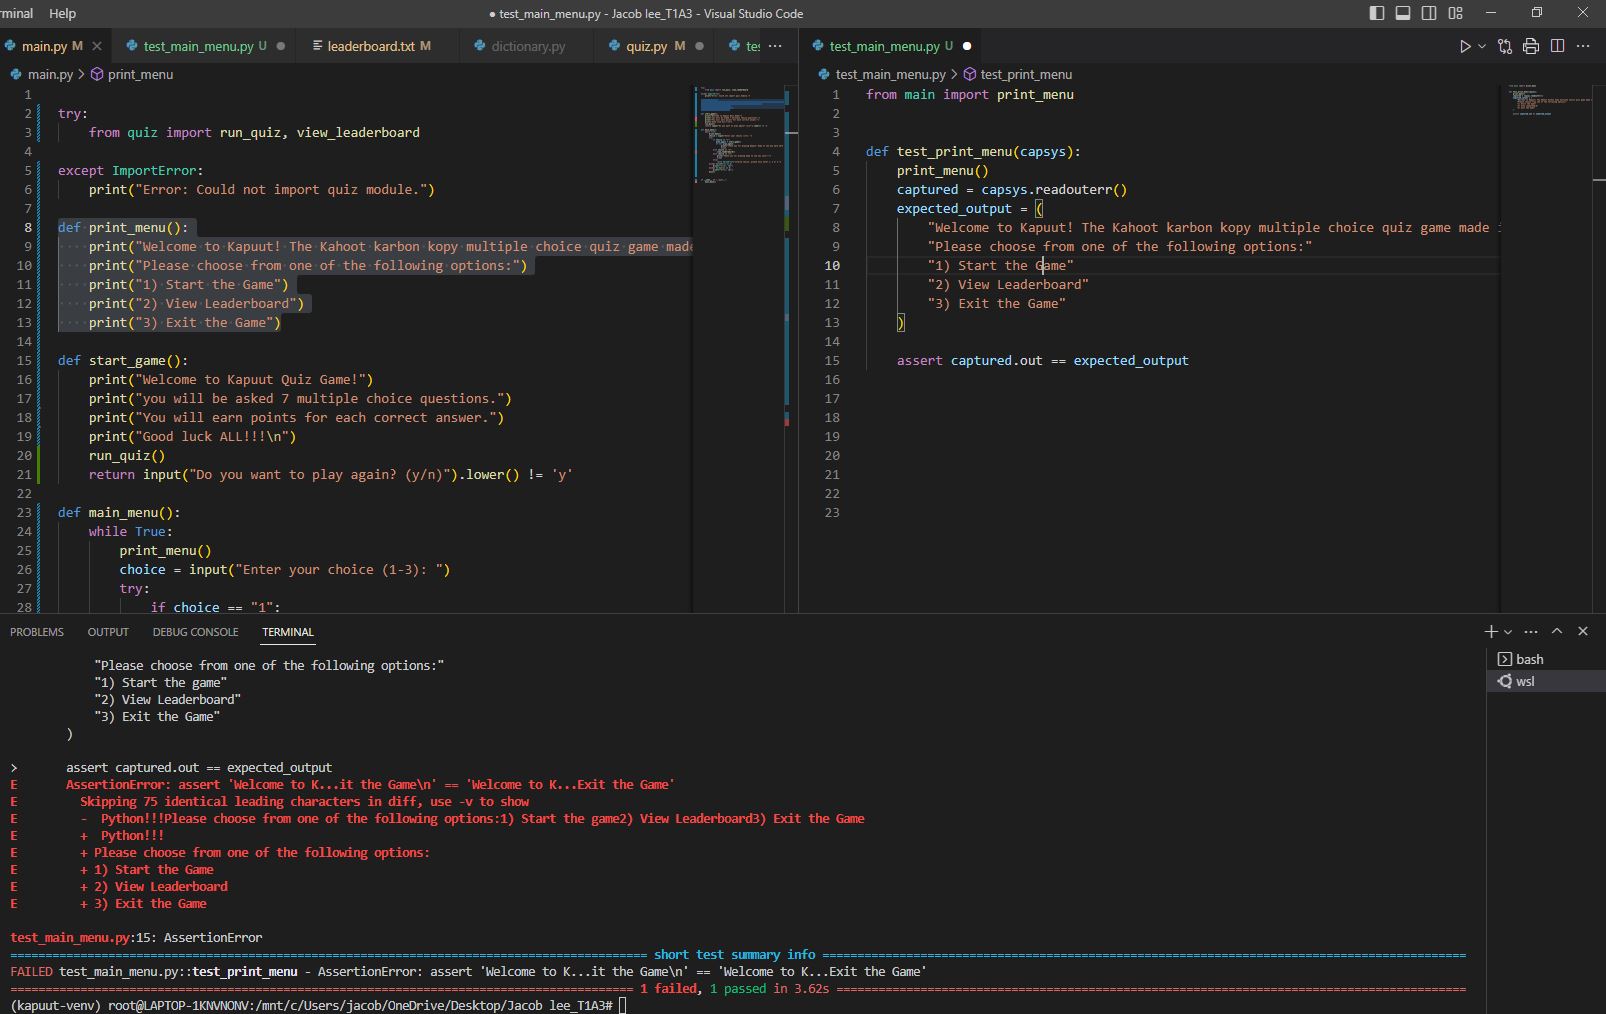 rminal Help
● test_main_menu.py - Jacob lee_T1A3 - Visual Studio Code
main.py M test_main_menu.py U leaderboard.txt M dictionary.py quiz.py M tes ...
main.py > print_menu
1
2 try:
3     from quiz import run_quiz, view_leaderboard
4
5 except ImportError:
6     print("Error: Could not import quiz module.")
7
8 def print_menu():
9     print("Welcome to Kapuut! The Kahoot karbon kopy multiple choice quiz game made
10     print("Please choose from one of the following options:")
11     print("1) Start the Game")
12     print("2) View Leaderboard")
13     print("3) Exit the Game")
14
15 def start_game():
16     print("Welcome to Kapuut Quiz Game!")
17     print("you will be asked 7 multiple choice questions.")
18     print("You will earn points for each correct answer.")
19     print("Good luck ALL!!!\n")
20     run_quiz()
21     return input("Do you want to play again? (y/n)").lower() != 'y'
22
23 def main_menu():
24     while True:
25         print_menu()
26         choice = input("Enter your choice (1-3): ")
27         try:
28             if choice == "1":
test_main_menu.py U ●
test_main_menu.py > test_print_menu
1 from main import print_menu
2
3
4 def test_print_menu(capsys):
5     print_menu()
6     captured = capsys.readouterr()
7     expected_output = (
8         "Welcome to Kapuut! The Kahoot karbon kopy multiple choice quiz game made
9         "Please choose from one of the following options:"
10         "1) Start the Game"
11         "2) View Leaderboard"
12         "3) Exit the Game"
13     )
14
15     assert captured.out == expected_output
16
17
18
19
20
21
22
23
PROBLEMS OUTPUT DEBUG CONSOLE TERMINAL
bash
wsl
"Please choose from one of the following options:"
"1) Start the game"
"2) View Leaderboard"
"3) Exit the Game"
)
> assert captured.out == expected_output
E AssertionError: assert 'Welcome to K...it the Game\n' == 'Welcome to K...Exit the Game'
E Skipping 75 identical leading characters in diff, use -v to show
E - Python!!!Please choose from one of the following options:1) Start the game2) View Leaderboard3) Exit the Game
E + Python!!!
E + Please choose from one of the following options:
E + 1) Start the Game
E + 2) View Leaderboard
E + 3) Exit the Game
test_main_menu.py:15: AssertionError
short test summary info
FAILED test_main_menu.py::test_print_menu - AssertionError: assert 'Welcome to K...it the Game\n' == 'Welcome to K...Exit the Game'
1 failed, 1 passed in 3.62s
(kapuut-venv) root@LAPTOP-1KNVNONV:/mnt/c/Users/jacob/OneDrive/Desktop/Jacob lee_T1A3#